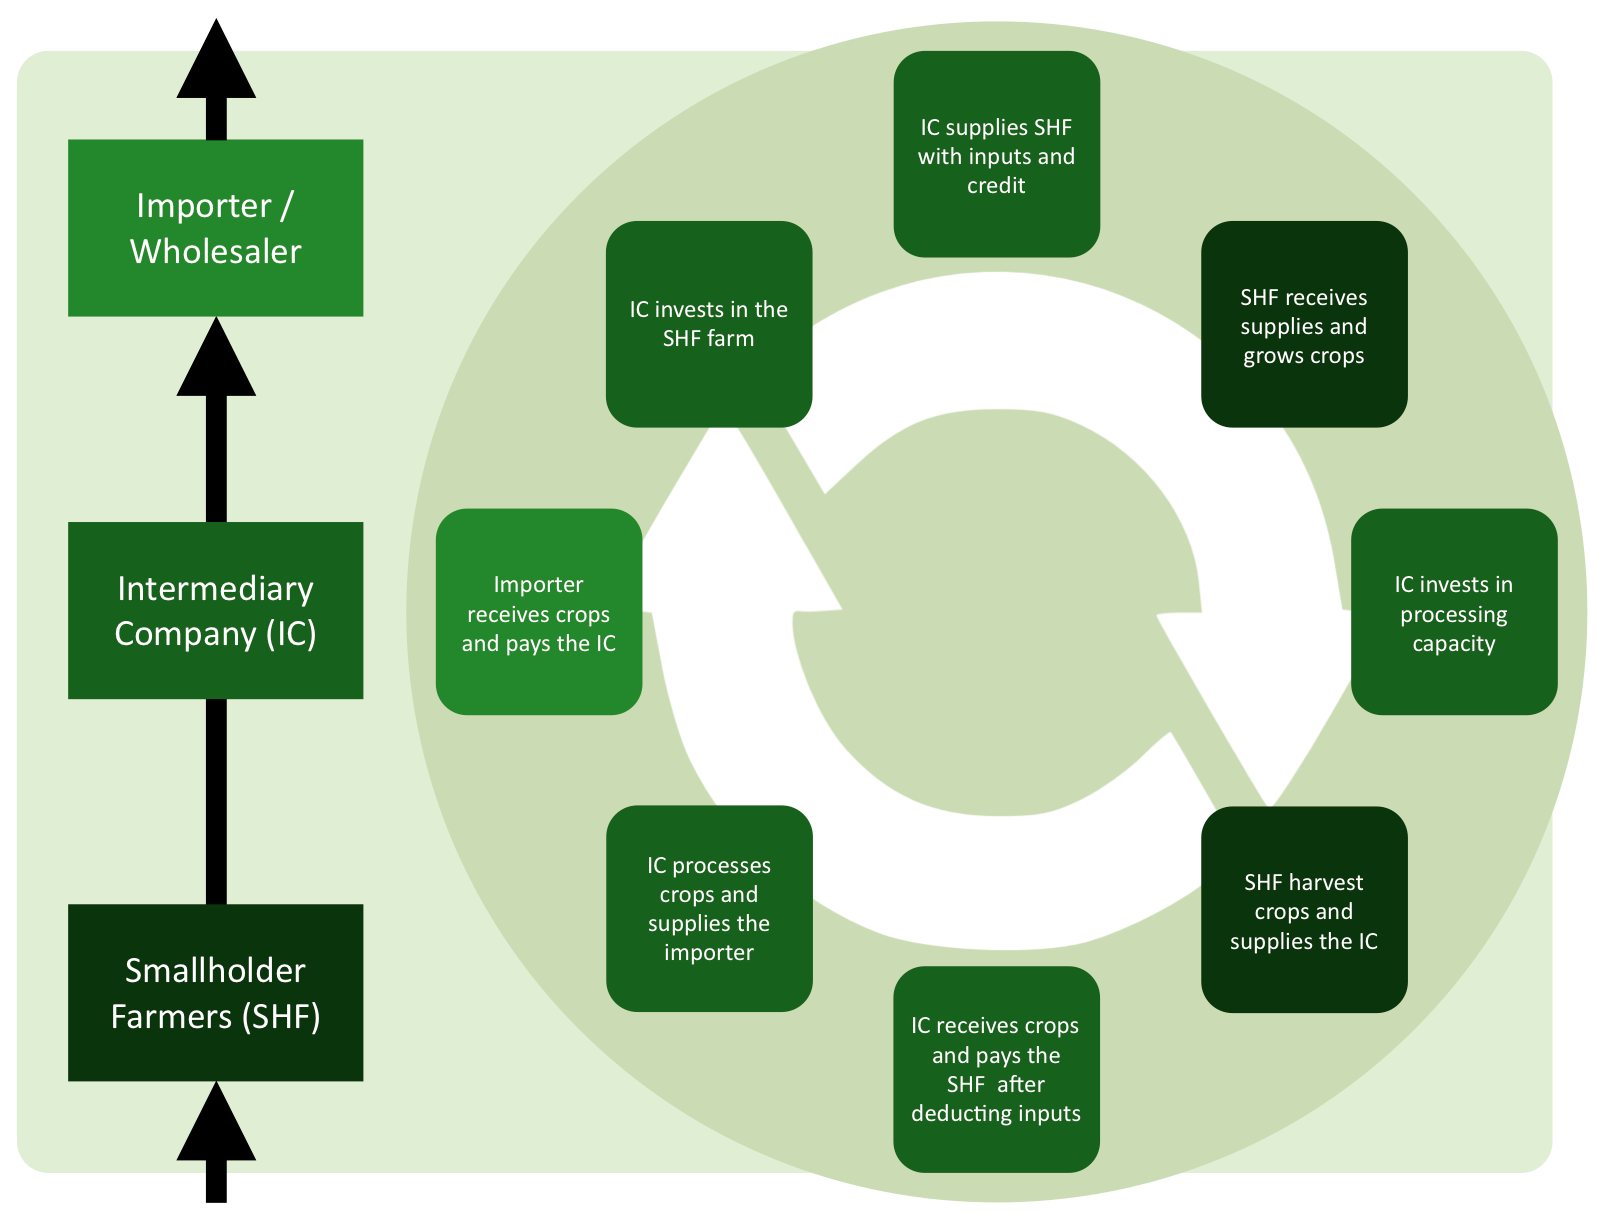 Importer /
Wholesaler
Intermediary
Company (IC)
Smallholder
Farmers (SHF)
IC supplies SHF
with inputs and
credit
SHF receives
supplies and
grows crops
IC invests in
processing
capacity
SHF harvest
crops and
supplies the IC
IC receives crops
and pays the
SHF  after
deducting inputs
IC processes
crops and
supplies the
importer
Importer
receives crops
and pays the IC
IC invests in the
SHF farm